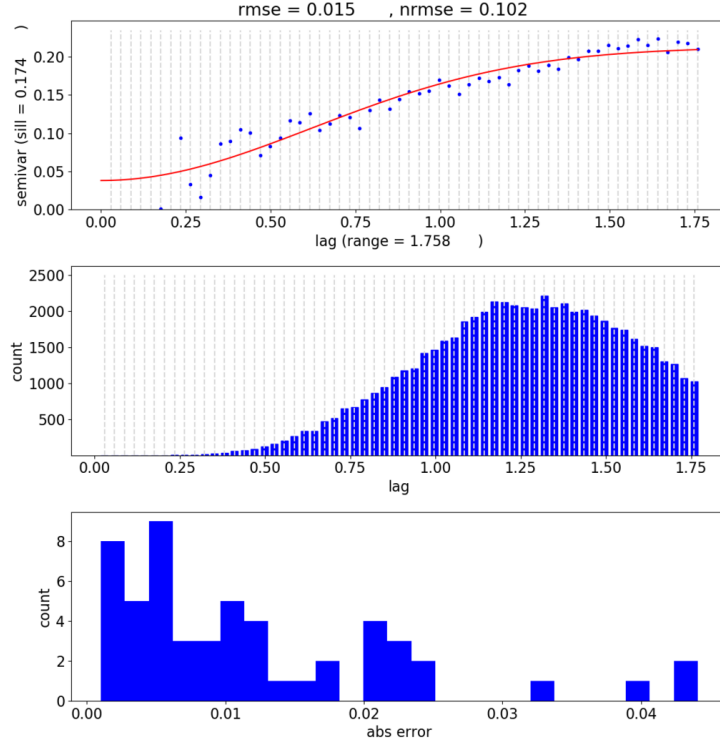 rmse = 0.015 , nrmse = 0.102
semivar (sill = 0.174 )
0.20
0.15
0.10
0.05
0.00
0.00 0.25 0.50 0.75 1.00 1.25 1.50 1.75
lag (range = 1.758 )
count
2500
2000
1500
1000
500
0.00 0.25 0.50 0.75 1.00 1.25 1.50 1.75
lag
count
8
6
4
2
0
0.00 0.01 0.02 0.03 0.04
abs error